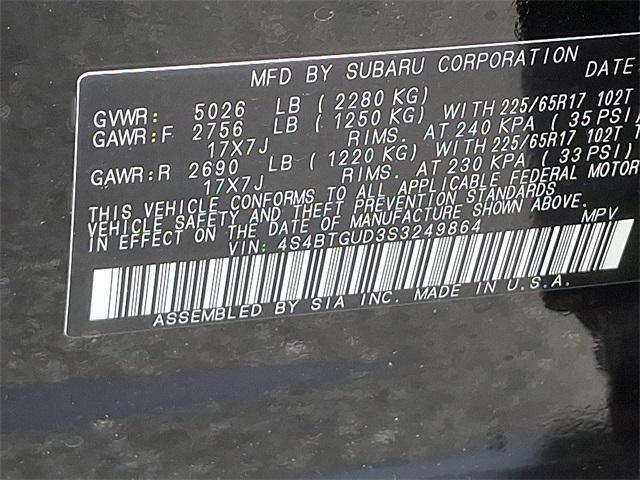 MFD BY SUBARU CORPORATION DATE
GVWR: 5026 LB ( 2280 KG)
GAWR:F 2756 LB ( 1250 KG) WITH 225/65R17 102T
17X7J RIMS. AT 240 KPA ( 35 PSI)
GAWR:R 2690 LB ( 1220 KG) WITH 225/65R17 102T
17X7J RIMS. AT 230 KPA ( 33 PSI)
THIS VEHICLE CONFORMS TO ALL APPLICABLE FEDERAL MOTOR
VEHICLE SAFETY AND THEFT PREVENTION STANDARDS
IN EFFECT ON THE DATE OF MANUFACTURE SHOWN ABOVE.
VIN: 4S4BTGUD3S3249864 MPV
ASSEMBLED BY SIA INC. MADE IN U.S.A.